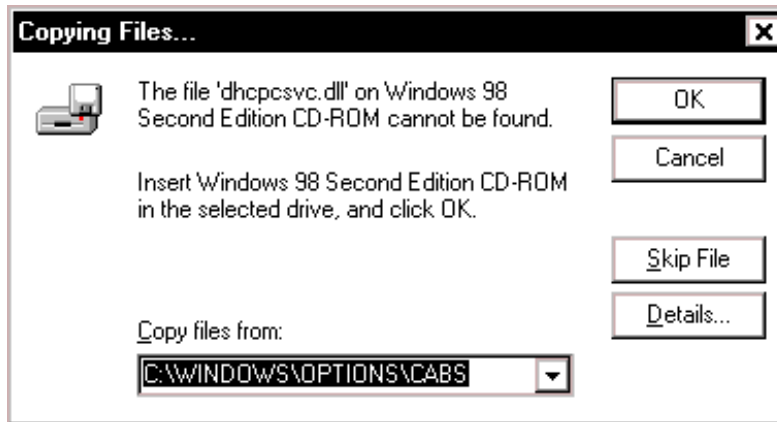 Copying Files...
The file 'dhcpcsvc.dll' on Windows 98
Second Edition CD-ROM cannot be found.
Insert Windows 98 Second Edition CD-ROM
in the selected drive, and click OK.
Copy files from:
C:\WINDOWS\OPTIONS\CABS
OK
Cancel
Skip File
Details...